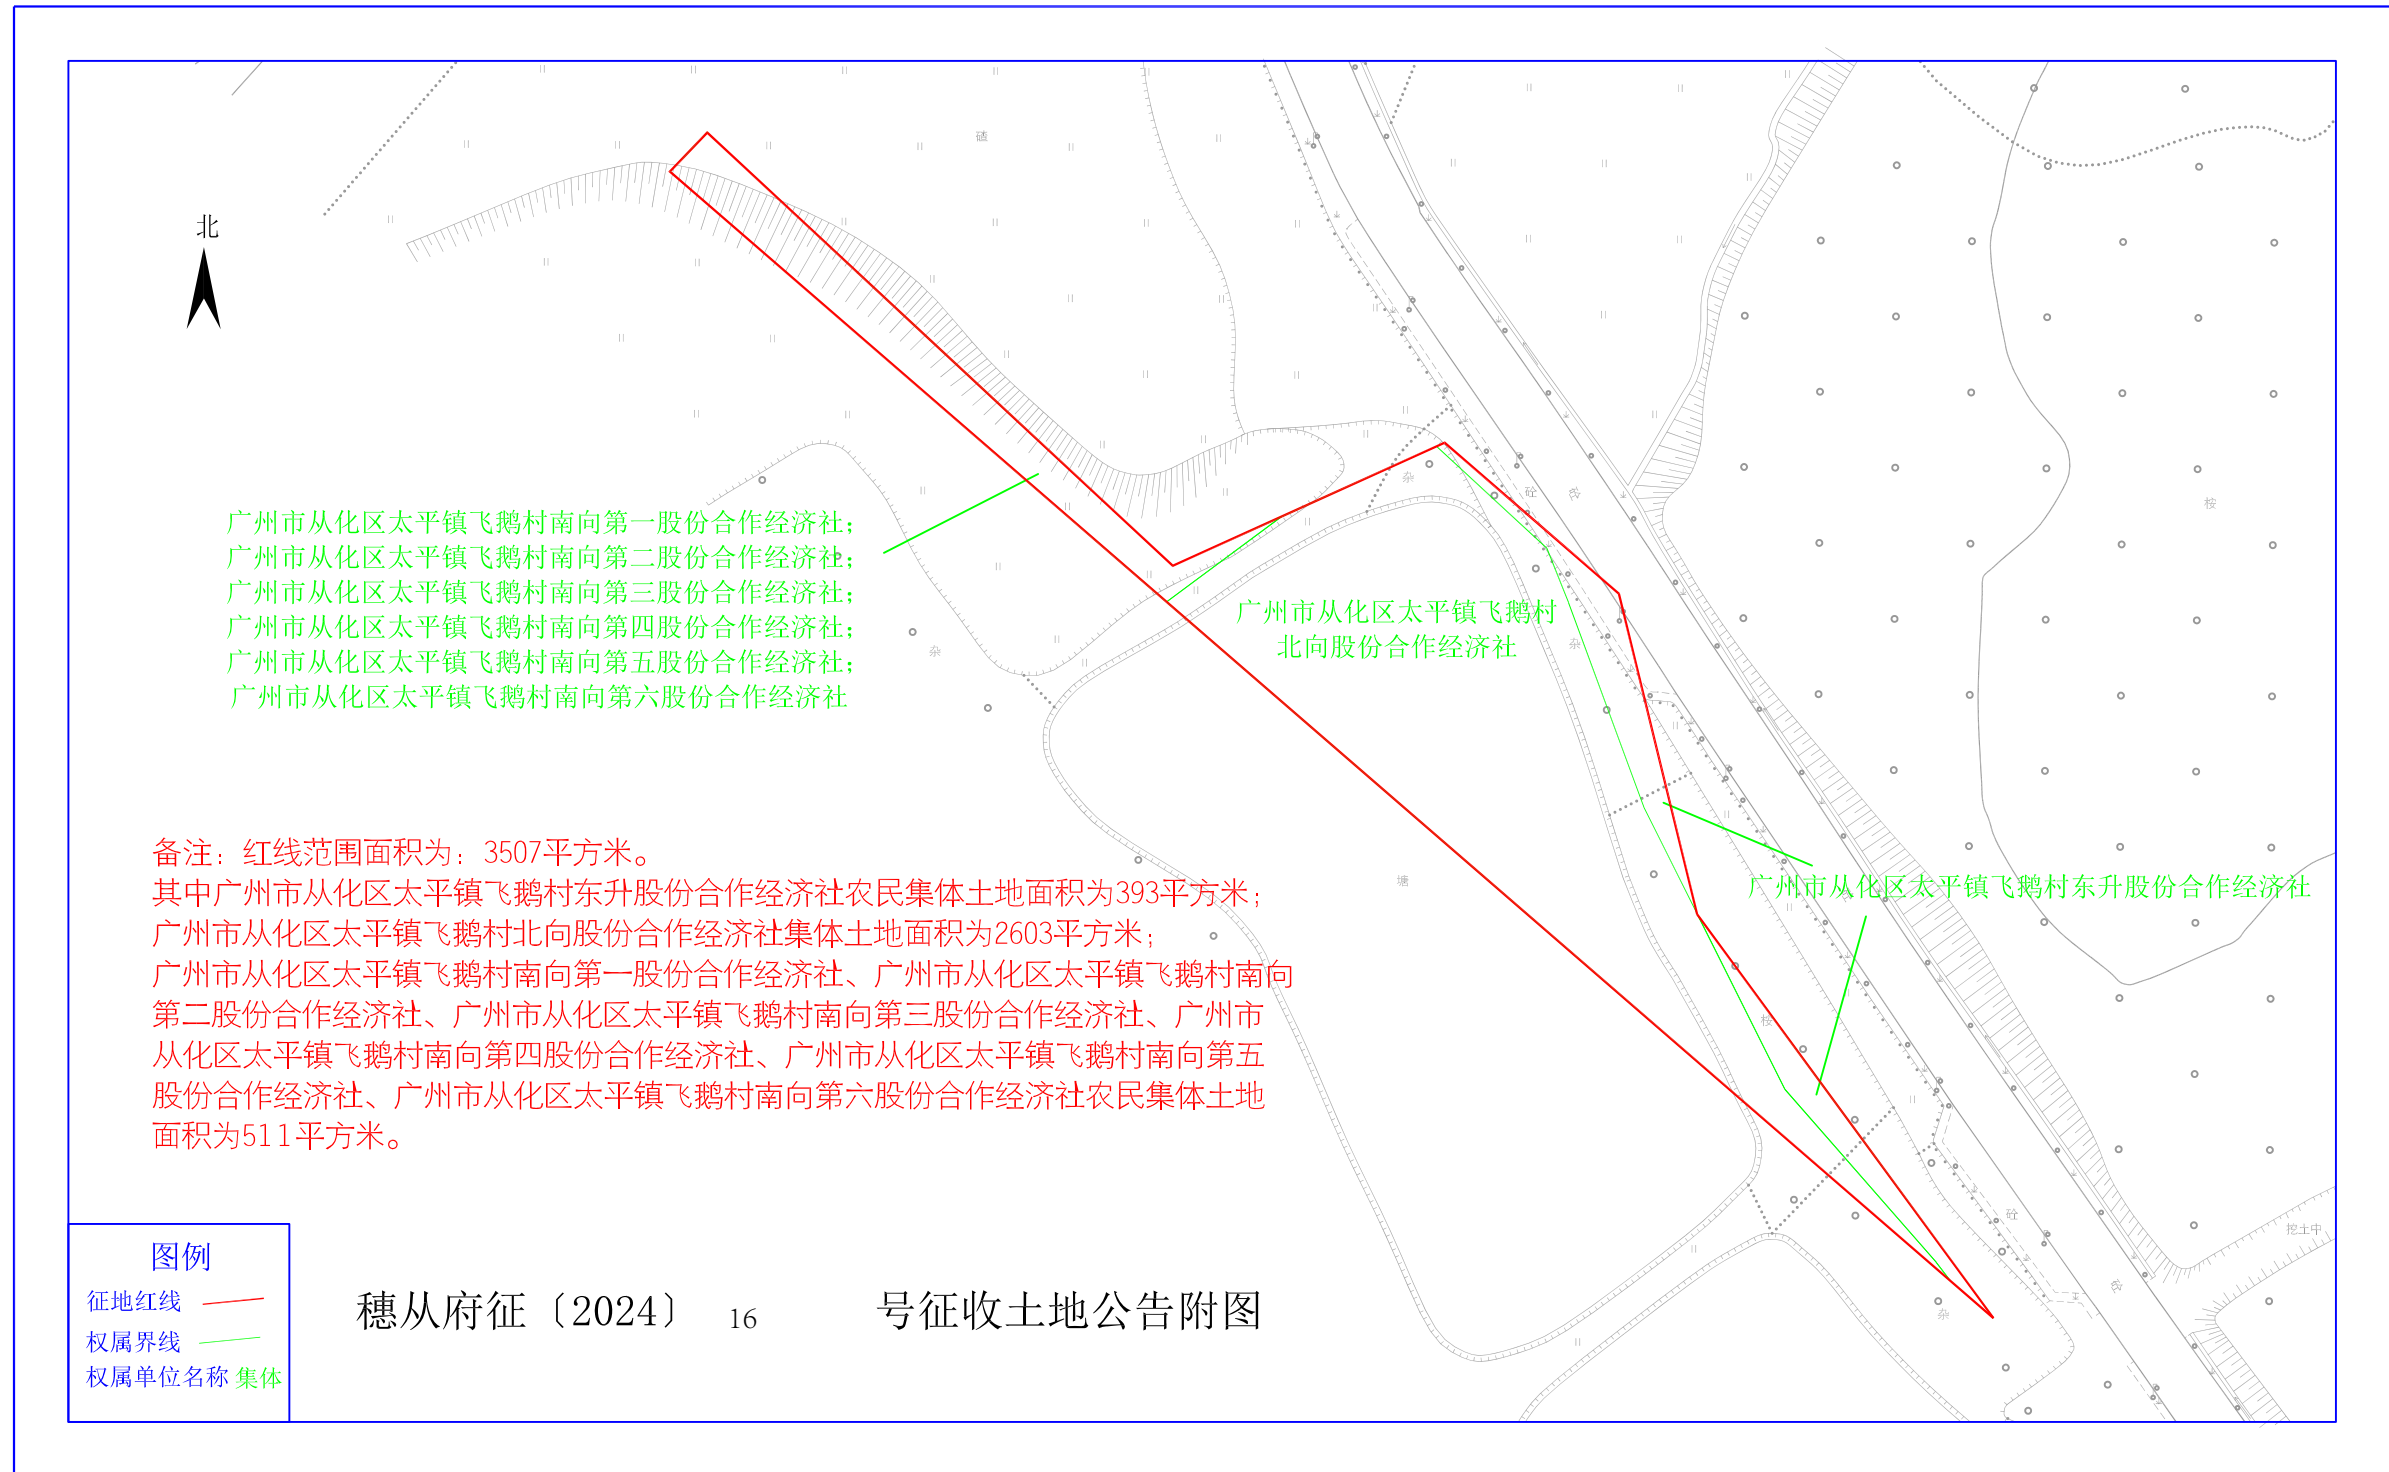 北
磕
杂
砼
砼
桉
广州市从化区太平镇飞鹅村南向第一股份合作经济社;
广州市从化区太平镇飞鹅村南向第二股份合作经济社;
广州市从化区太平镇飞鹅村南向第三股份合作经济社;
广州市从化区太平镇飞鹅村南向第四股份合作经济社;
广州市从化区太平镇飞鹅村南向第五股份合作经济社;
广州市从化区太平镇飞鹅村南向第六股份合作经济社
广州市从化区太平镇飞鹅村
北向股份合作经济社
杂
杂
塘
广州市从化区太平镇飞鹅村东升股份合作经济社
备注：红线范围面积为：3507平方米。
其中广州市从化区太平镇飞鹅村东升股份合作经济社农民集体土地面积为393平方米；
广州市从化区太平镇飞鹅村北向股份合作经济社集体土地面积为2603平方米；
广州市从化区太平镇飞鹅村南向第一股份合作经济社、广州市从化区太平镇飞鹅村南向
第二股份合作经济社、广州市从化区太平镇飞鹅村南向第三股份合作经济社、广州市
从化区太平镇飞鹅村南向第四股份合作经济社、广州市从化区太平镇飞鹅村南向第五
股份合作经济社、广州市从化区太平镇飞鹅村南向第六股份合作经济社农民集体土地
面积为511平方米。
桉
砼
挖土中
砼
杂
图例
征地红线
权属界线
权属单位名称 集体
穗从府征〔2024〕 16 号征收土地公告附图